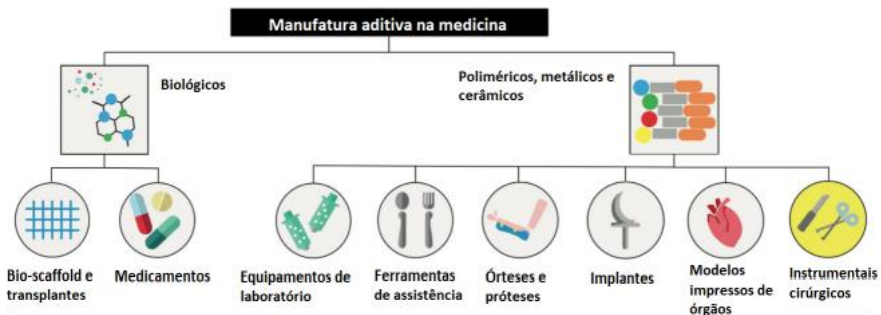 Manufatura aditiva na medicina
Biológicos
Poliméricos, metálicos e
cerâmicos
Bio-scaffold e
transplantes
Medicamentos
Equipamentos de
laboratório
Ferramentas
de assistência
Órteses e
próteses
Implantes
Modelos
impressos de
órgãos
Instrumentais
cirúrgicos